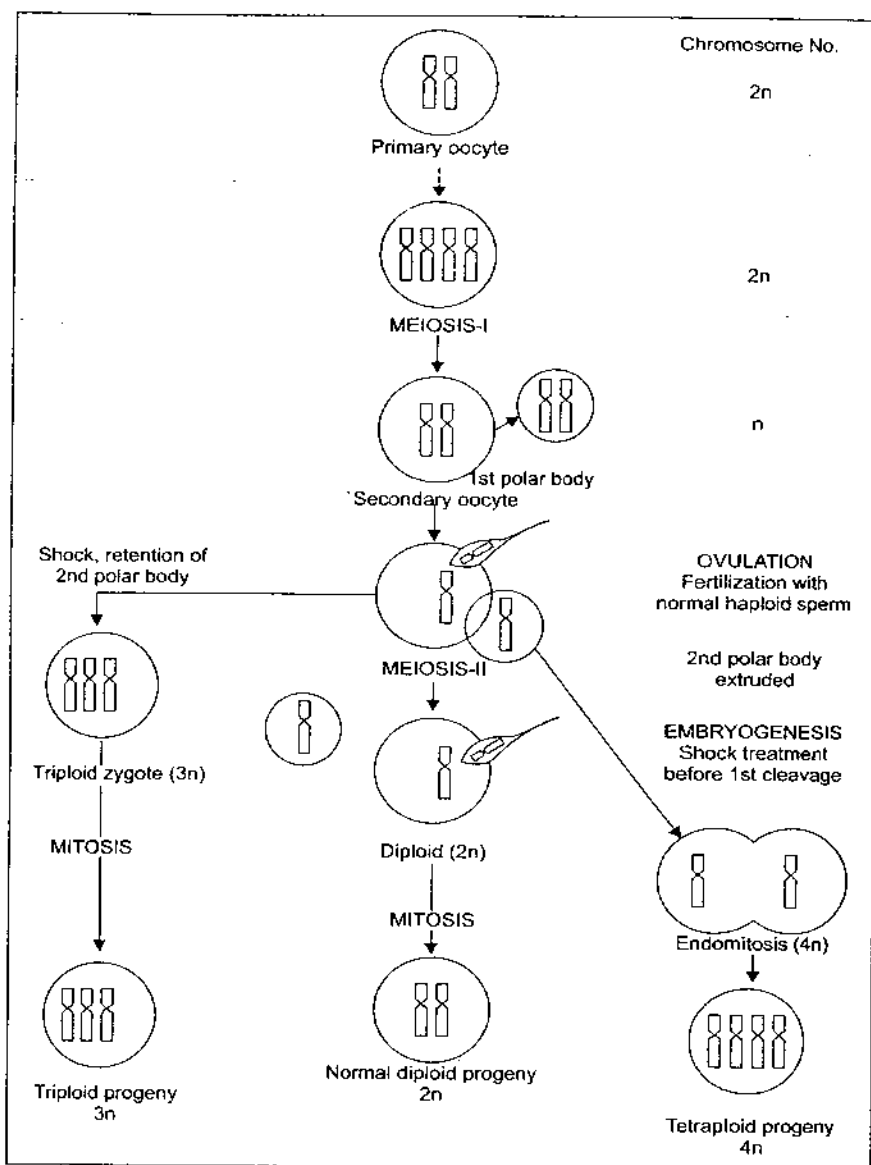 Chromosome No.
2n
Primary oocyte
2n
MEIOSIS-I
n
1st polar body
Secondary oocyte
Shock, retention of
2nd polar body
OVULATION
Fertilization with
normal haploid sperm
MEIOSIS-II
2nd polar body
extruded
EMBRYOGENESIS
Shock treatment
before 1st cleavage
Triploid zygote (3n)
MITOSIS
Diploid (2n)
MITOSIS
Endomitosis (4n)
Triploid progeny
3n
Normal diploid progeny
2n
Tetraploid progeny
4n